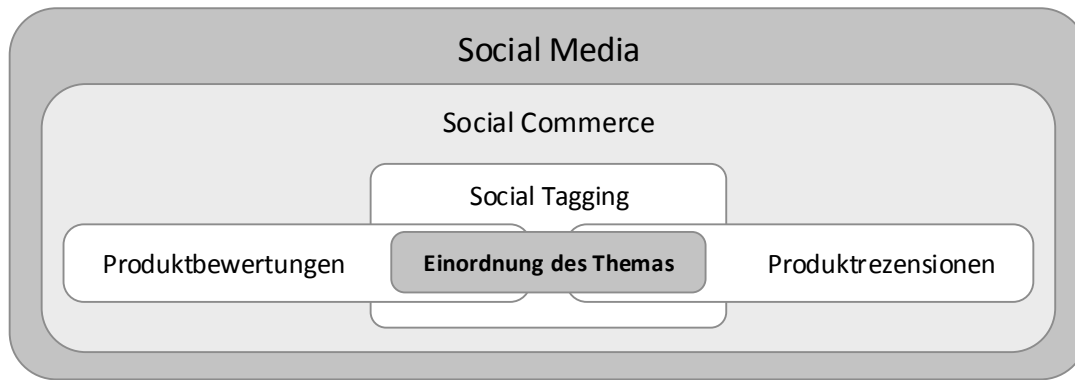 Social Media
Social Commerce
Social Tagging
Produktbewertungen
Einordnung des Themas
Produktrezensionen